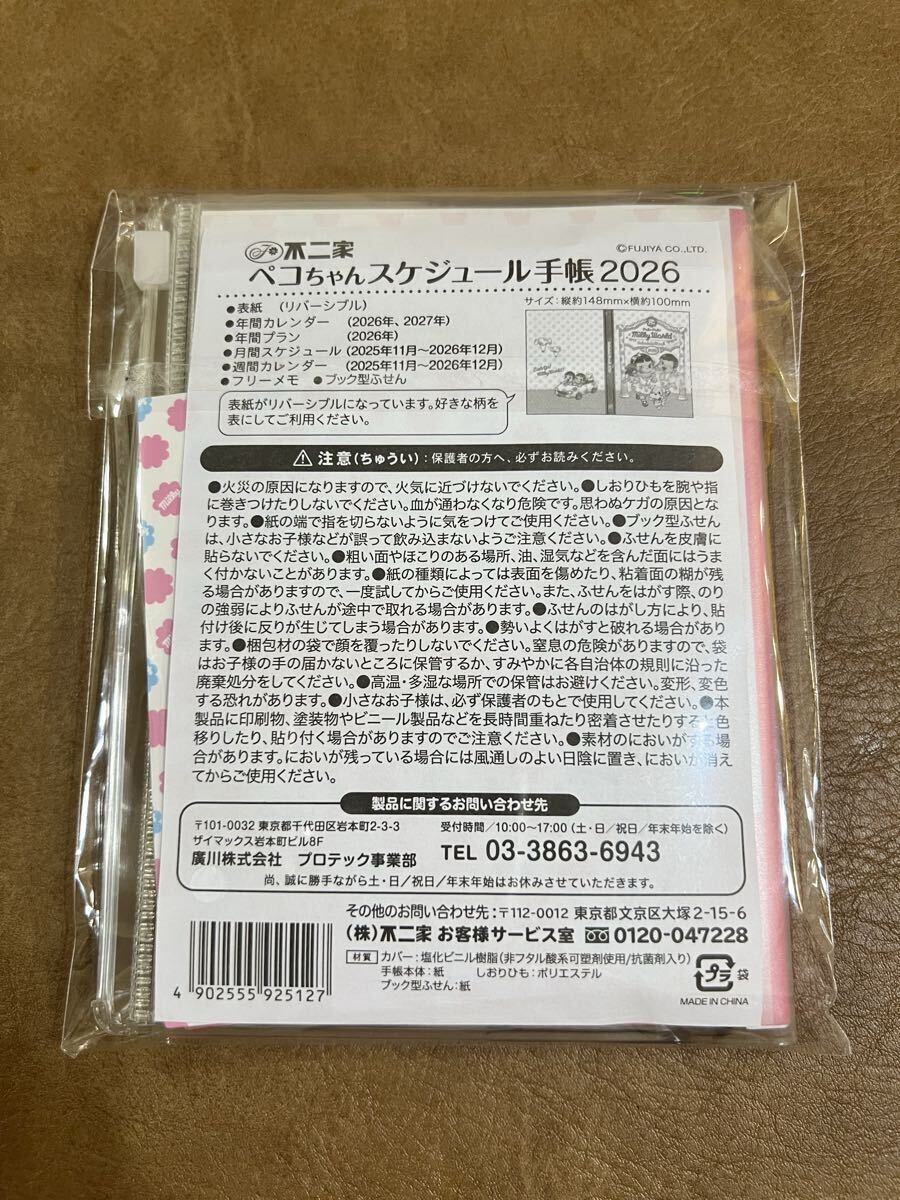 不二家
©FUJIYA CO.,LTD.
ペコちゃんスケジュール手帳2026
●表紙 (リバーシブル)
●年間カレンダー (2026年、2027年)
●年間プラン (2026年)
●月間スケジュール (2025年11月〜2026年12月)
●週間カレンダー (2025年11月〜2026年12月)
●フリーメモ ●ブック型ふせん
サイズ:縦約148mm×横約100mm
Milky World
表紙がリバーシブルになっています。好きな柄を
表にしてご利用ください。
注意(ちゅうい):保護者の方へ、必ずお読みください。
●火災の原因になりますので、火気に近づけないでください。●しおりひもを腕や指
に巻きつけたりしないでください。血が通わなくなり危険です。思わぬケガの原因とな
ります。●紙の端で指を切らないように気をつけてご使用ください。●ブック型ふせん
は、小さなお子様などが誤って飲み込まないようご注意ください。●ふせんを皮膚に
貼らないでください。●粗い面やほこりのある場所、油、湿気などを含んだ面にはうま
く付かないことがあります。●紙の種類によっては表面を傷めたり、粘着面の糊が残
る場合がありますので、一度試してからご使用ください。また、ふせんをはがす際、のり
の強弱によりふせんが途中で取れる場合があります。●ふせんのはがし方により、貼
付け後に反りが生じてしまう場合があります。●勢いよくはがすと破れる場合があり
ます。●梱包材の袋で顔を覆ったりしないでください。窒息の危険がありますので、袋
はお子様の手の届かないところに保管するか、すみやかに各自治体の規則に沿った
廃棄処分をしてください。●高温・多湿な場所での保管はお避けください。変形、変色
する恐れがあります。●小さなお子様は、必ず保護者のもとで使用してください。●本
製品に印刷物、塗装物やビニール製品などを長時間重ねたり密着させたりすると色
移りしたり、貼り付く場合がありますのでご注意ください。●素材のにおいがする場
合があります。においが残っている場合には風通しのよい日陰に置き、においが消え
てからご使用ください。
製品に関するお問い合わせ先
〒101-0032 東京都千代田区岩本町2-3-3
ザイマックス岩本町ビル8F
廣川株式会社 プロテック事業部
受付時間/10:00〜17:00(土・日/祝日/年末年始を除く)
TEL 03-3863-6943
尚、誠に勝手ながら土・日/祝日/年末年始はお休みさせていただきます。
その他のお問い合わせ先:〒112-0012 東京都文京区大塚2-15-6
(株)不二家 お客様サービス室 0120-047228
材質 カバー:塩化ビニル樹脂(非フタル酸系可塑剤使用/抗菌剤入り)
手帳本体:紙 しおりひも:ポリエステル
ブック型ふせん:紙
プラ 袋
MADE IN CHINA
4 902555 925127
Milky